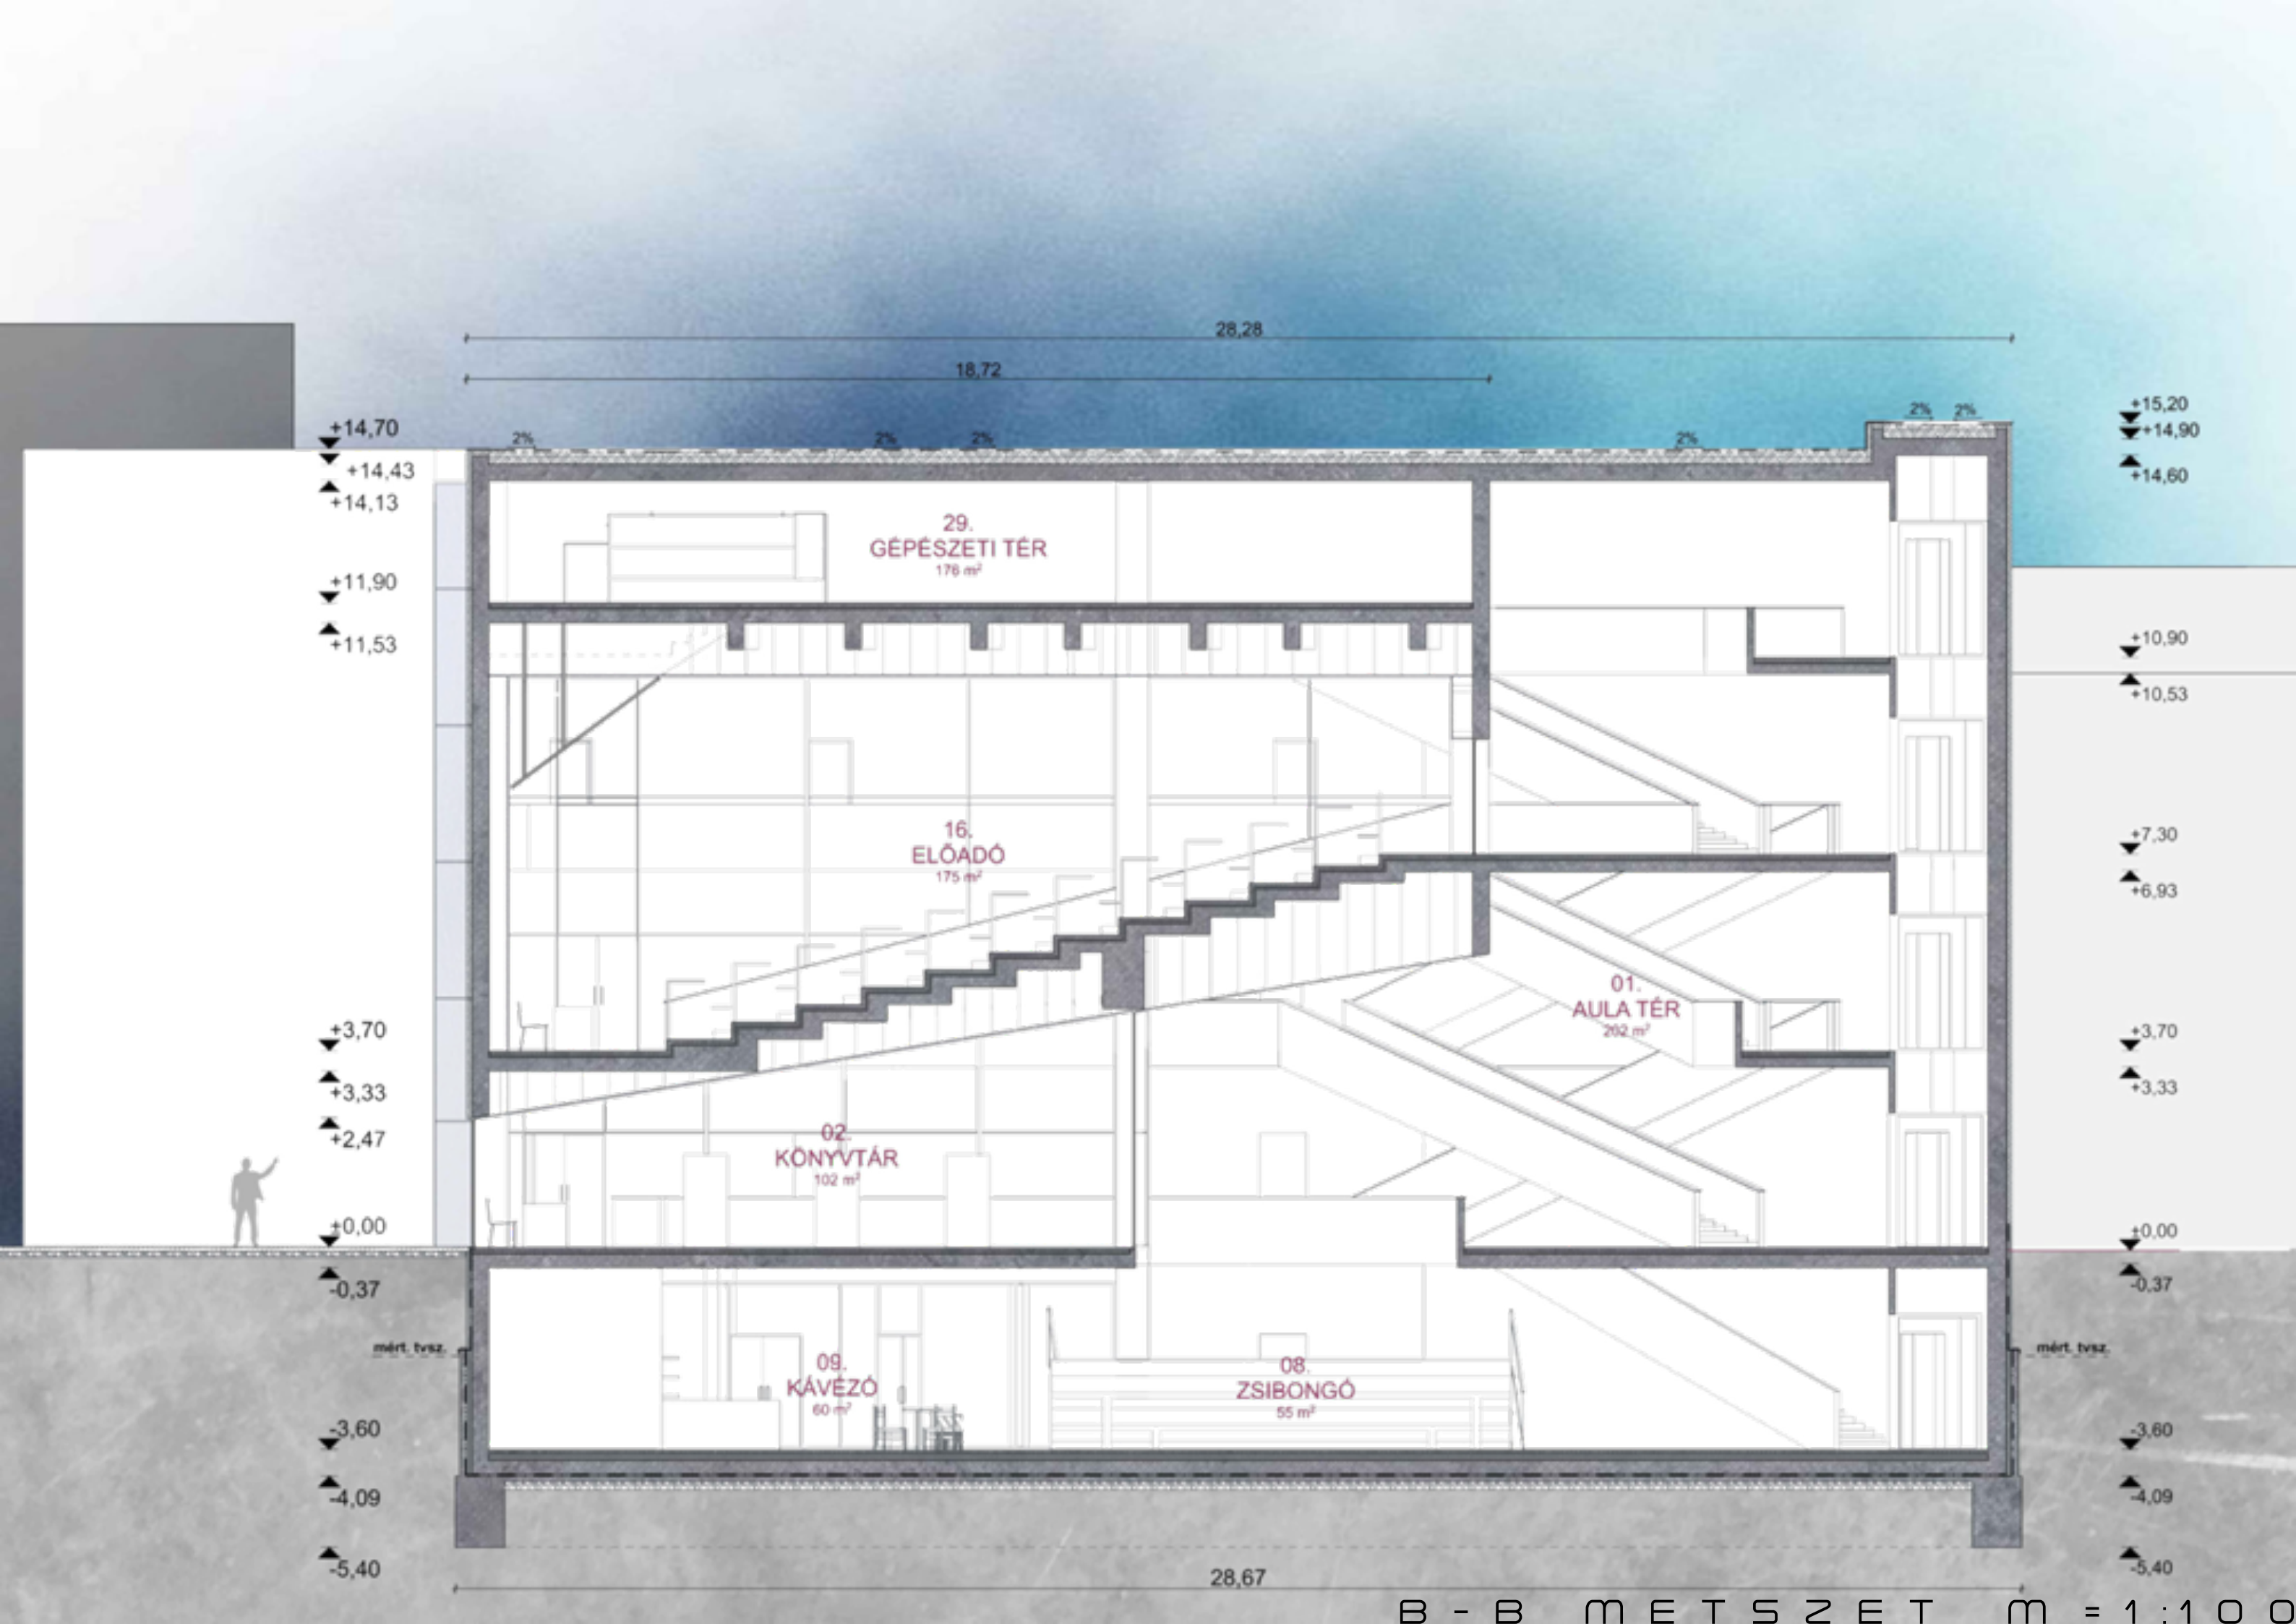 28,28
18,72
2%
2%
2%
2%
2%
2%
+14,70
+14,43
+14,13
+11,90
+11,53
+3,70
+3,33
+2,47
+0,00
-0,37
mért. tvsz.
-3,60
-4,09
-5,40
29.
GÉPÉSZETI TÉR
176 m²
16.
ELŐADÓ
175 m²
01.
AULA TÉR
202 m²
02.
KÖNYVTÁR
102 m²
09.
KÁVÉZÓ
60 m²
08.
ZSIBONGÓ
55 m²
+15,20
+14,90
+14,60
+10,90
+10,53
+7,30
+6,93
+3,70
+3,33
+0,00
-0,37
mért. tvsz.
-3,60
-4,09
-5,40
28,67
B-B METSZET M=1:100